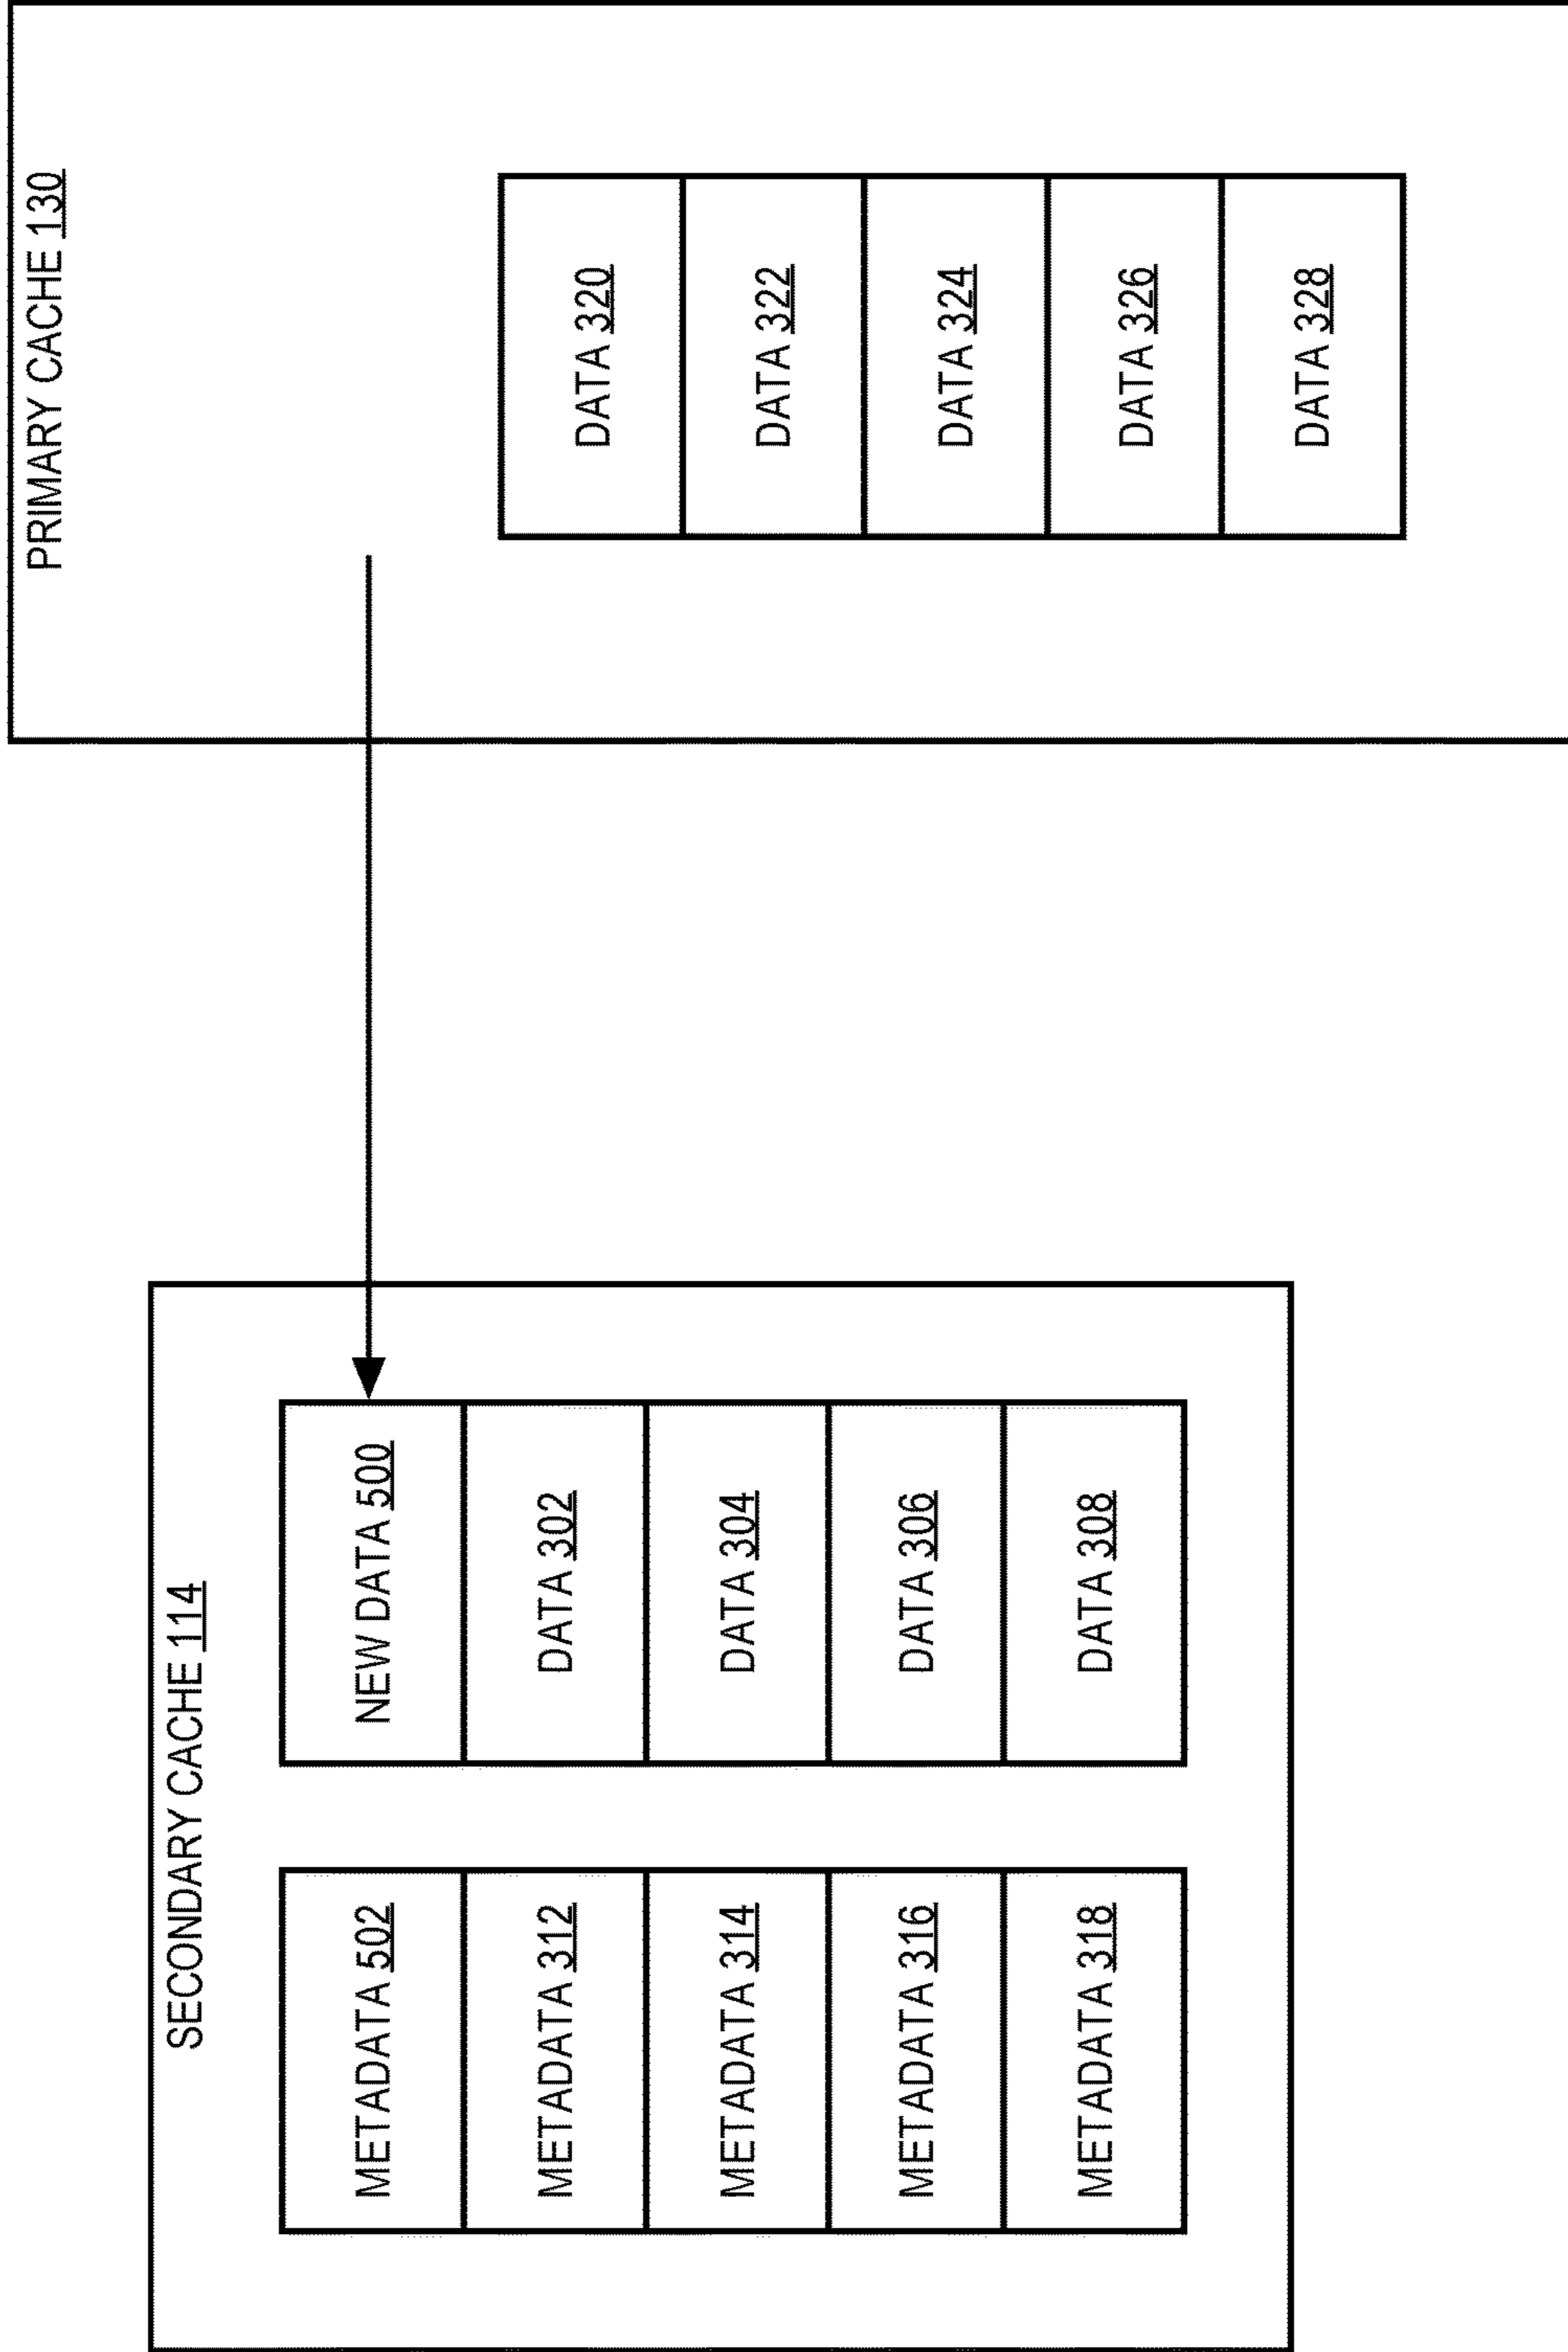 SECONDARY CACHE 114
METADATA 502
NEW DATA 500
METADATA 312
DATA 302
METADATA 314
DATA 304
METADATA 316
DATA 306
METADATA 318
DATA 308
PRIMARY CACHE 130
DATA 320
DATA 322
DATA 324
DATA 326
DATA 328